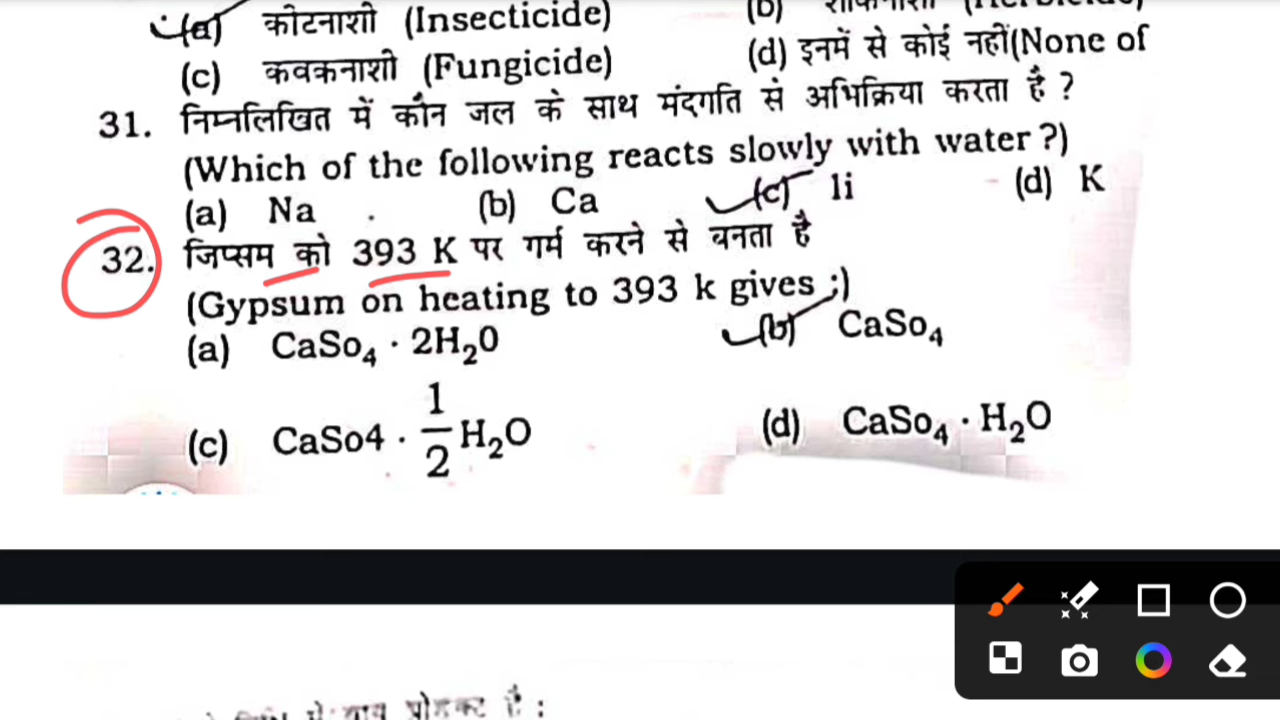 (a) कीटनाशी (Insecticide) (b)
(c) कवकनाशी (Fungicide) (d) इनमें से कोई नहीं(None of
31. निम्नलिखित में कौन जल के साथ मंदगति से अभिक्रिया करता है ?
(Which of the following reacts slowly with water ?)
(a) Na (b) Ca (c) li (d) K
32. जिप्सम को 393 K पर गर्म करने से बनता है
(Gypsum on heating to 393 k gives ;)
(a) CaSo₄ · 2H₂0 (b) CaSo₄
(c) CaSo4 · 1/2 H₂O (d) CaSo₄ · H₂O
में प्रोडक्ट है :